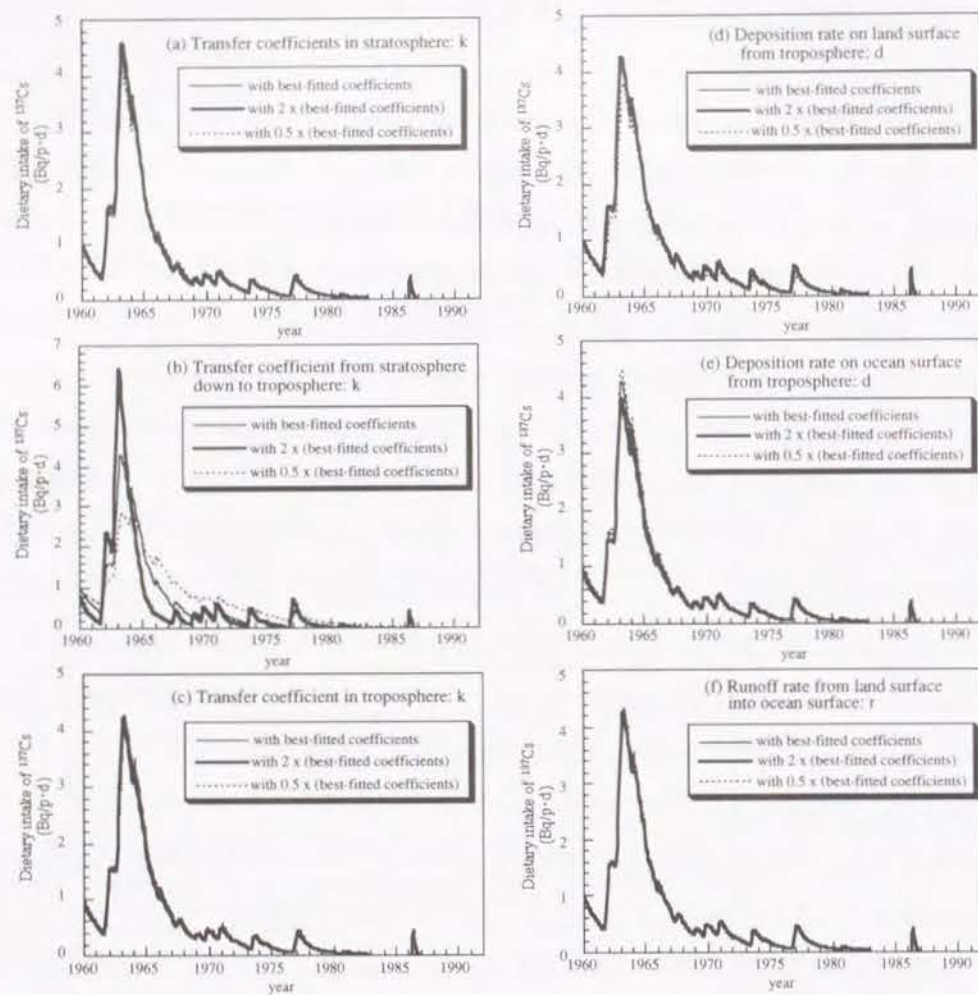 (a) Transfer coefficients in stratosphere: k
with best-fitted coefficients
with 2 x (best-fitted coefficients)
with 0.5 x (best-fitted coefficients)
Dietary intake of ¹³⁷Cs
(Bq/p·d)
5
4
3
2
1
0
1960 1965 1970 1975 1980 1985 1990
year
(b) Transfer coefficient from stratosphere
down to troposphere: k
with best-fitted coefficients
with 2 x (best-fitted coefficients)
with 0.5 x (best-fitted coefficients)
Dietary intake of ¹³⁷Cs
(Bq/p·d)
7
6
5
4
3
2
1
0
1960 1965 1970 1975 1980 1985 1990
year
(c) Transfer coefficient in troposphere: k
with best-fitted coefficients
with 2 x (best-fitted coefficients)
with 0.5 x (best-fitted coefficients)
Dietary intake of ¹³⁷Cs
(Bq/p·d)
5
4
3
2
1
0
1960 1965 1970 1975 1980 1985 1990
year
(d) Deposition rate on land surface
from troposphere: d
with best-fitted coefficients
with 2 x (best-fitted coefficients)
with 0.5 x (best-fitted coefficients)
Dietary intake of ¹³⁷Cs
(Bq/p·d)
5
4
3
2
1
0
1960 1965 1970 1975 1980 1985 1990
year
(e) Deposition rate on ocean surface
from troposphere: d
with best-fitted coefficients
with 2 x (best-fitted coefficients)
with 0.5 x (best-fitted coefficients)
Dietary intake of ¹³⁷Cs
(Bq/p·d)
5
4
3
2
1
0
1960 1965 1970 1975 1980 1985 1990
year
(f) Runoff rate from land surface
into ocean surface: r
with best-fitted coefficients
with 2 x (best-fitted coefficients)
with 0.5 x (best-fitted coefficients)
Dietary intake of ¹³⁷Cs
(Bq/p·d)
5
4
3
2
1
0
1960 1965 1970 1975 1980 1985 1990
year